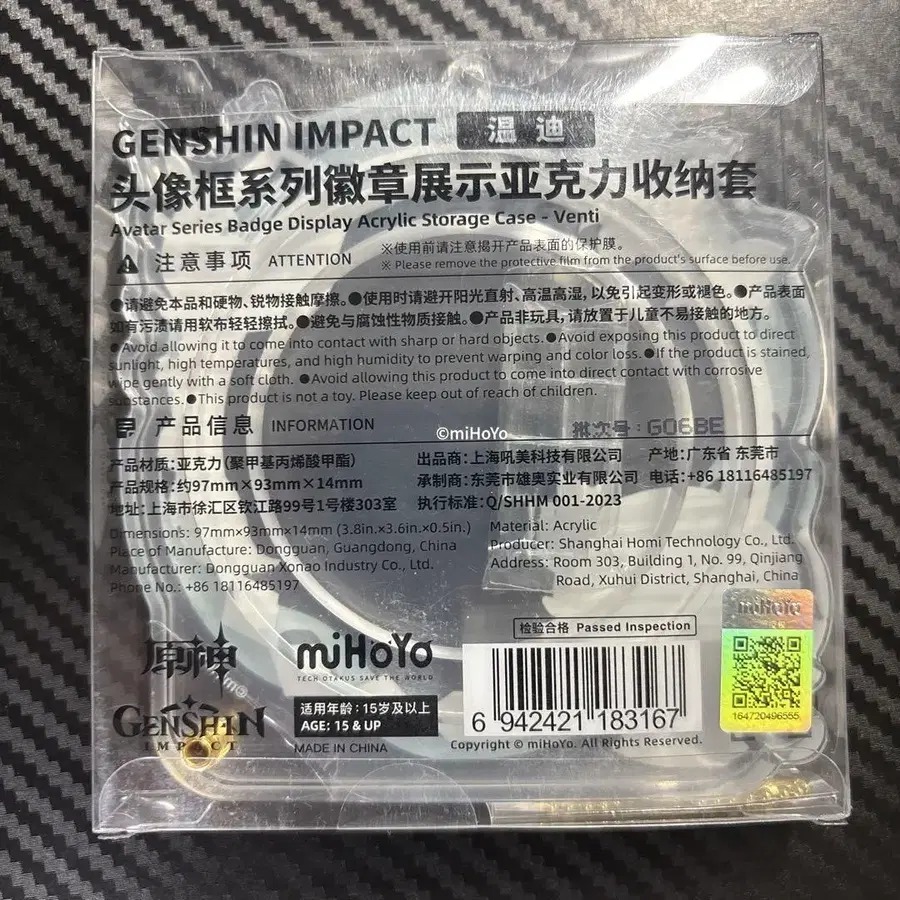 GENSHIN IMPACT 温迪
头像框系列徽章展示亚克力收纳套
Avatar Series Badge Display Acrylic Storage Case - Venti
注意事项 ATTENTION
※使用前请注意揭开产品表面的保护膜。
※ Please remove the protective film from the product's surface before use.
●请避免本品和硬物、锐物接触摩擦。●使用时请避开阳光直射、高温高湿，以免引起变形或褪色。●产品表面
如有污渍请用软布轻轻擦拭。●避免与腐蚀性物质接触。●产品非玩具，请放置于儿童不易接触的地方。
●Avoid allowing it to come into contact with sharp or hard objects.●Avoid exposing this product to direct
sunlight, high temperatures, and high humidity to prevent warping and color loss.●If the product is stained,
wipe gently with a soft cloth. ●Avoid allowing this product to come into direct contact with corrosive
substances.●This product is not a toy. Please keep out of reach of children.
产品信息 INFORMATION
©miHoYo
批次号：G06BE
产品材质：亚克力（聚甲基丙烯酸甲酯）
产品规格：约97mm×93mm×14mm
地址：上海市徐汇区钦江路99号1号楼303室
出品商：上海吼美科技有限公司 产地：广东省 东莞市
承制商：东莞市雄奥实业有限公司 电话：+86 18116485197
执行标准：Q/SHHM 001-2023
Dimensions: 97mm×93mm×14mm (3.8in.×3.6in.×0.5in.)
Place of Manufacture: Dongguan, Guangdong, China
Manufacturer: Dongguan Xonao Industry Co., Ltd.
Phone No.: +86 18116485197
Material: Acrylic
Producer: Shanghai Homi Technology Co., Ltd.
Address: Room 303, Building 1, No. 99, Qinjiang
Road, Xuhui District, Shanghai, China
检验合格 Passed Inspection
原神
GENSHIN
IMPACT
miHoYo
TECH OTAKUS SAVE THE WORLD
适用年龄：15岁及以上
AGE: 15 & UP
MADE IN CHINA
6 942421 183167
Copyright © miHoYo. All Rights Reserved.
miHoYo
164720496555